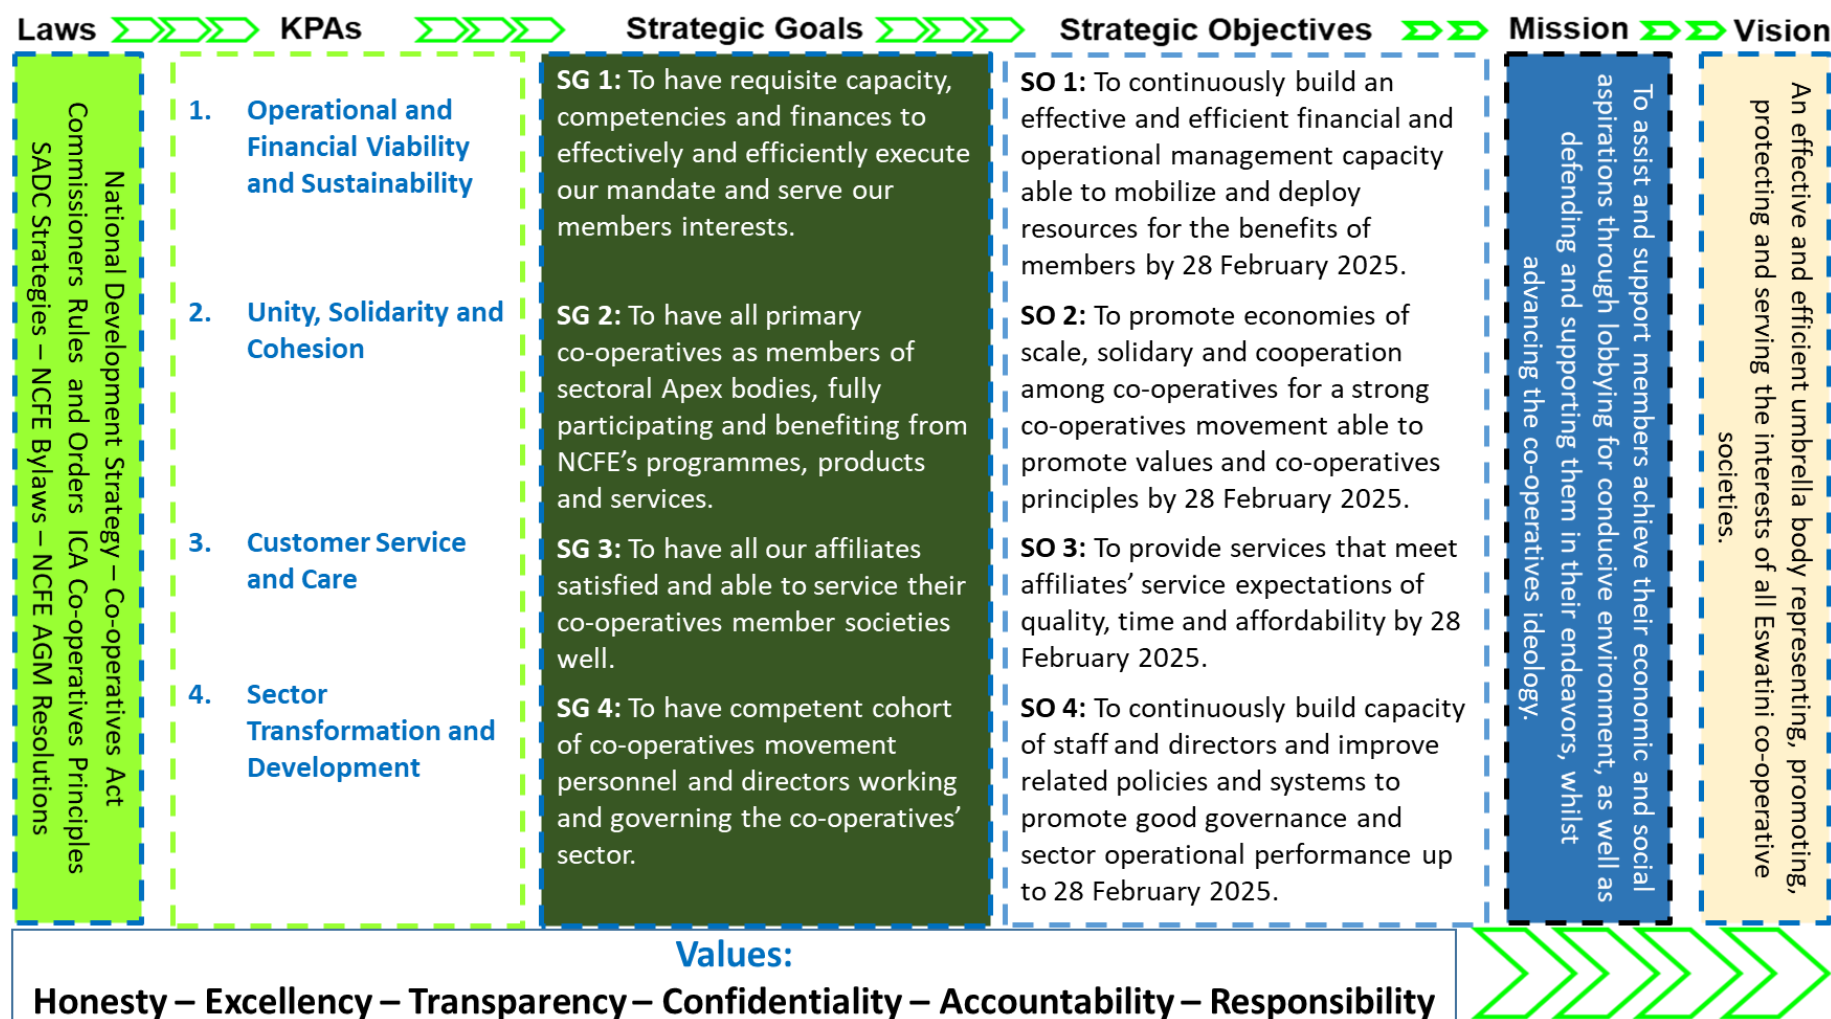 Laws KPAs Strategic Goals Strategic Objectives Mission Vision
National Development Strategy – Co-operatives Act
Commissioners Rules and Orders ICA Co-operatives Principles
SADC Strategies – NCFE Bylaws – NCFE AGM Resolutions
1. Operational and
Financial Viability
and Sustainability
2. Unity, Solidarity and
Cohesion
3. Customer Service
and Care
4. Sector
Transformation and
Development
SG 1: To have requisite capacity,
competencies and finances to
effectively and efficiently execute
our mandate and serve our
members interests.
SG 2: To have all primary
co-operatives as members of
sectoral Apex bodies, fully
participating and benefiting from
NCFE’s programmes, products
and services.
SG 3: To have all our affiliates
satisfied and able to service their
co-operatives member societies
well.
SG 4: To have competent cohort
of co-operatives movement
personnel and directors working
and governing the co-operatives’
sector.
SO 1: To continuously build an
effective and efficient financial and
operational management capacity
able to mobilize and deploy
resources for the benefits of
members by 28 February 2025.
SO 2: To promote economies of
scale, solidary and cooperation
among co-operatives for a strong
co-operatives movement able to
promote values and co-operatives
principles by 28 February 2025.
SO 3: To provide services that meet
affiliates’ service expectations of
quality, time and affordability by 28
February 2025.
SO 4: To continuously build capacity
of staff and directors and improve
related policies and systems to
promote good governance and
sector operational performance up
to 28 February 2025.
To assist and support members achieve their economic and social
aspirations through lobbying for conducive environment, as well as
defending and supporting them in their endeavors, whilst
advancing the co-operatives ideology.
An effective and efficient umbrella body representing, promoting,
protecting and serving the interests of all Eswatini co-operative
societies.
Values:
Honesty – Excellency – Transparency – Confidentiality – Accountability – Responsibility